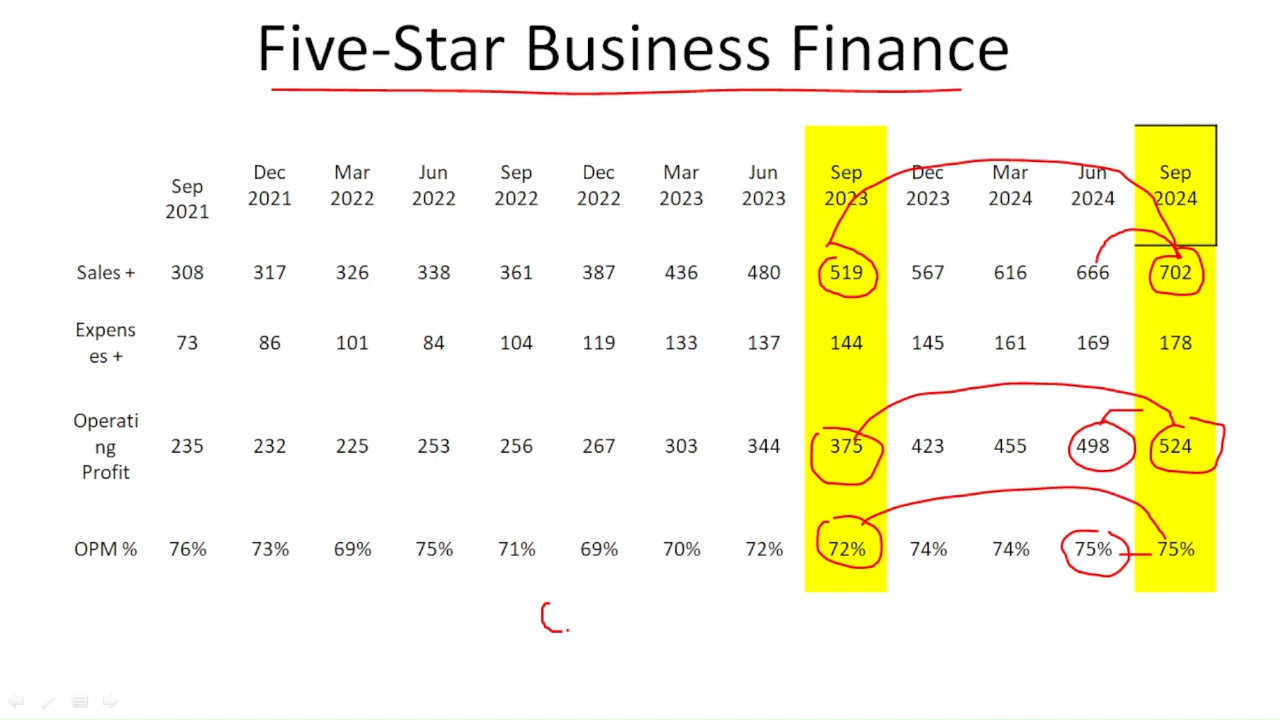 Five-Star Business Finance
Sep 2021 Dec 2021 Mar 2022 Jun 2022 Sep 2022 Dec 2022 Mar 2023 Jun 2023 Sep 2023 Dec 2023 Mar 2024 Jun 2024 Sep 2024
Sales + 308 317 326 338 361 387 436 480 519 567 616 666 702
Expens
es + 73 86 101 84 104 119 133 137 144 145 161 169 178
Operati
ng 235 232 225 253 256 267 303 344 375 423 455 498 524
Profit
OPM % 76% 73% 69% 75% 71% 69% 70% 72% 72% 74% 74% 75% 75%